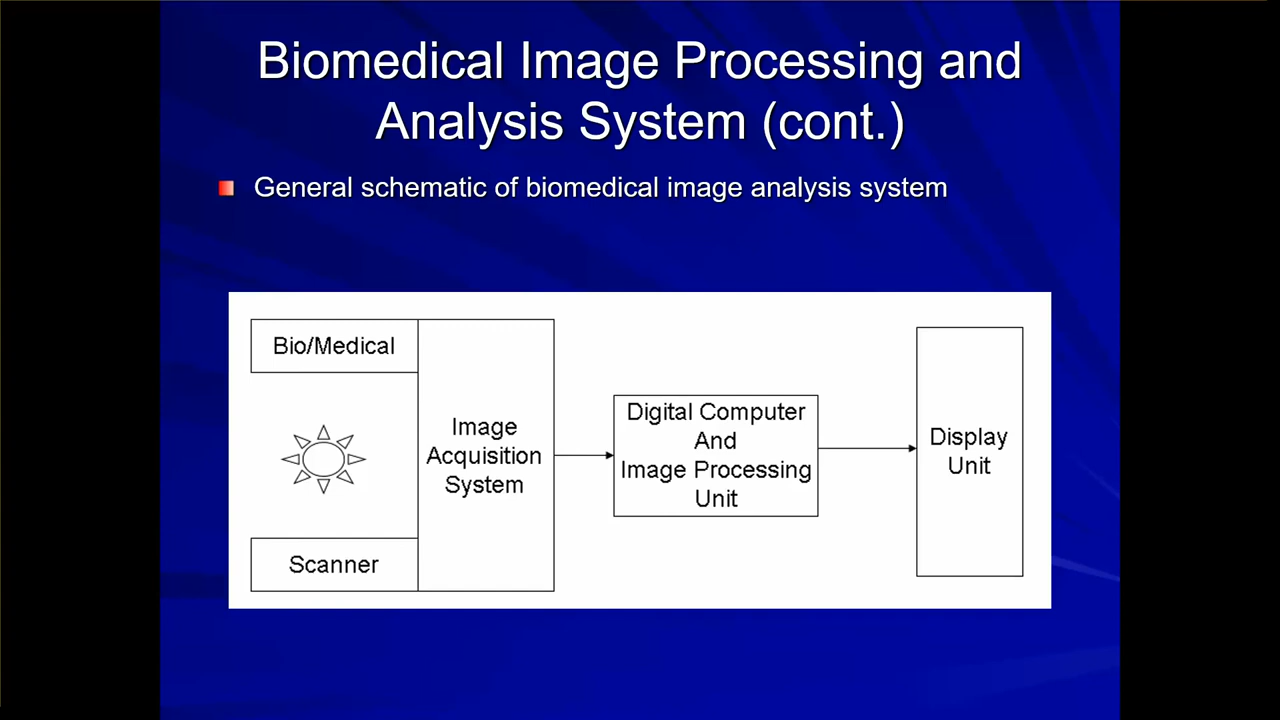 Biomedical Image Processing and
Analysis System (cont.)
General schematic of biomedical image analysis system
Bio/Medical
Scanner
Image
Acquisition
System
Digital Computer
And
Image Processing
Unit
Display
Unit